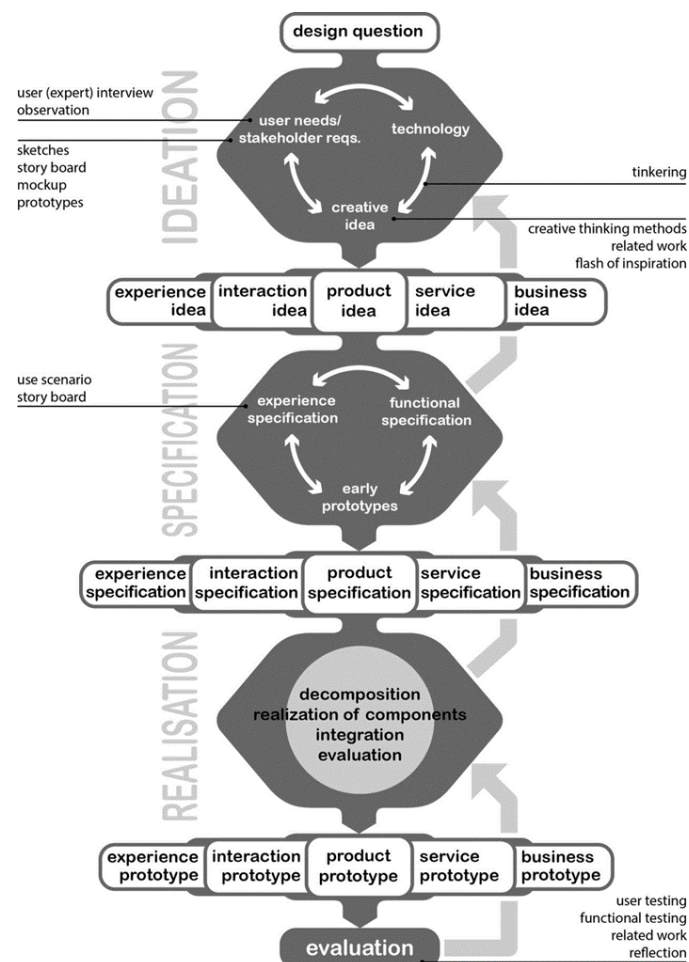 design question
IDEATION
user (expert) interview
observation
sketches
story board
mockup
prototypes
user needs/
stakeholder reqs.
technology
creative
idea
tinkering
creative thinking methods
related work
flash of inspiration
experience
idea
interaction
idea
product
idea
service
idea
business
idea
SPECIFICATION
use scenario
story board
experience
specification
functional
specification
early
prototypes
experience
specification
interaction
specification
product
specification
service
specification
business
specification
REALISATION
decomposition
realization of components
integration
evaluation
experience
prototype
interaction
prototype
product
prototype
service
prototype
business
prototype
user testing
functional testing
related work
reflection
evaluation